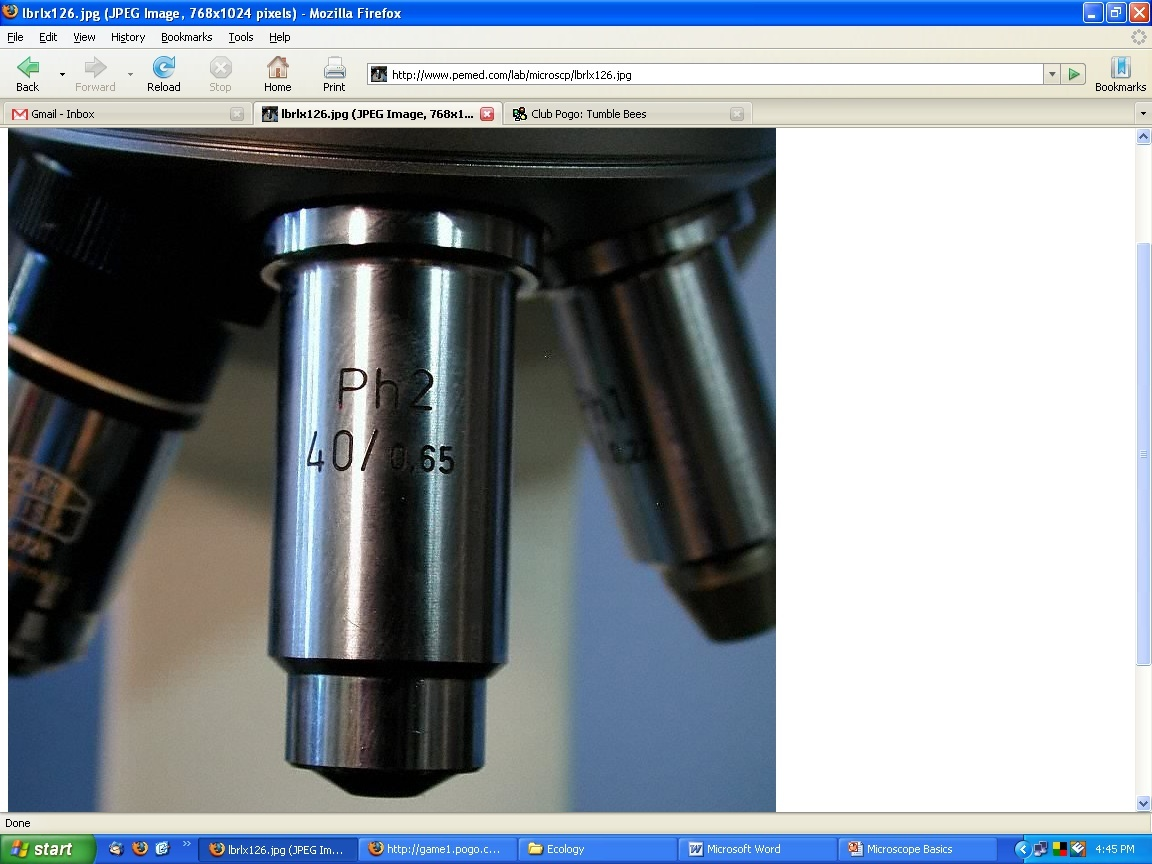 lbrlx126.jpg (JPEG Image, 768x1024 pixels) - Mozilla Firefox
File Edit View History Bookmarks Tools Help
Back Forward Reload Stop Home Print http://www.pemed.com/lab/microscp/lbrlx126.jpg Bookmarks
Gmail - Inbox lbrlx126.jpg (JPEG Image, 768x1... Club Pogo: Tumble Bees
Ph2
40/0,65
Done
start lbrlx126.jpg (JPEG Im... http://game1.pogo.c... Ecology Microsoft Word Microscope Basics 4:45 PM